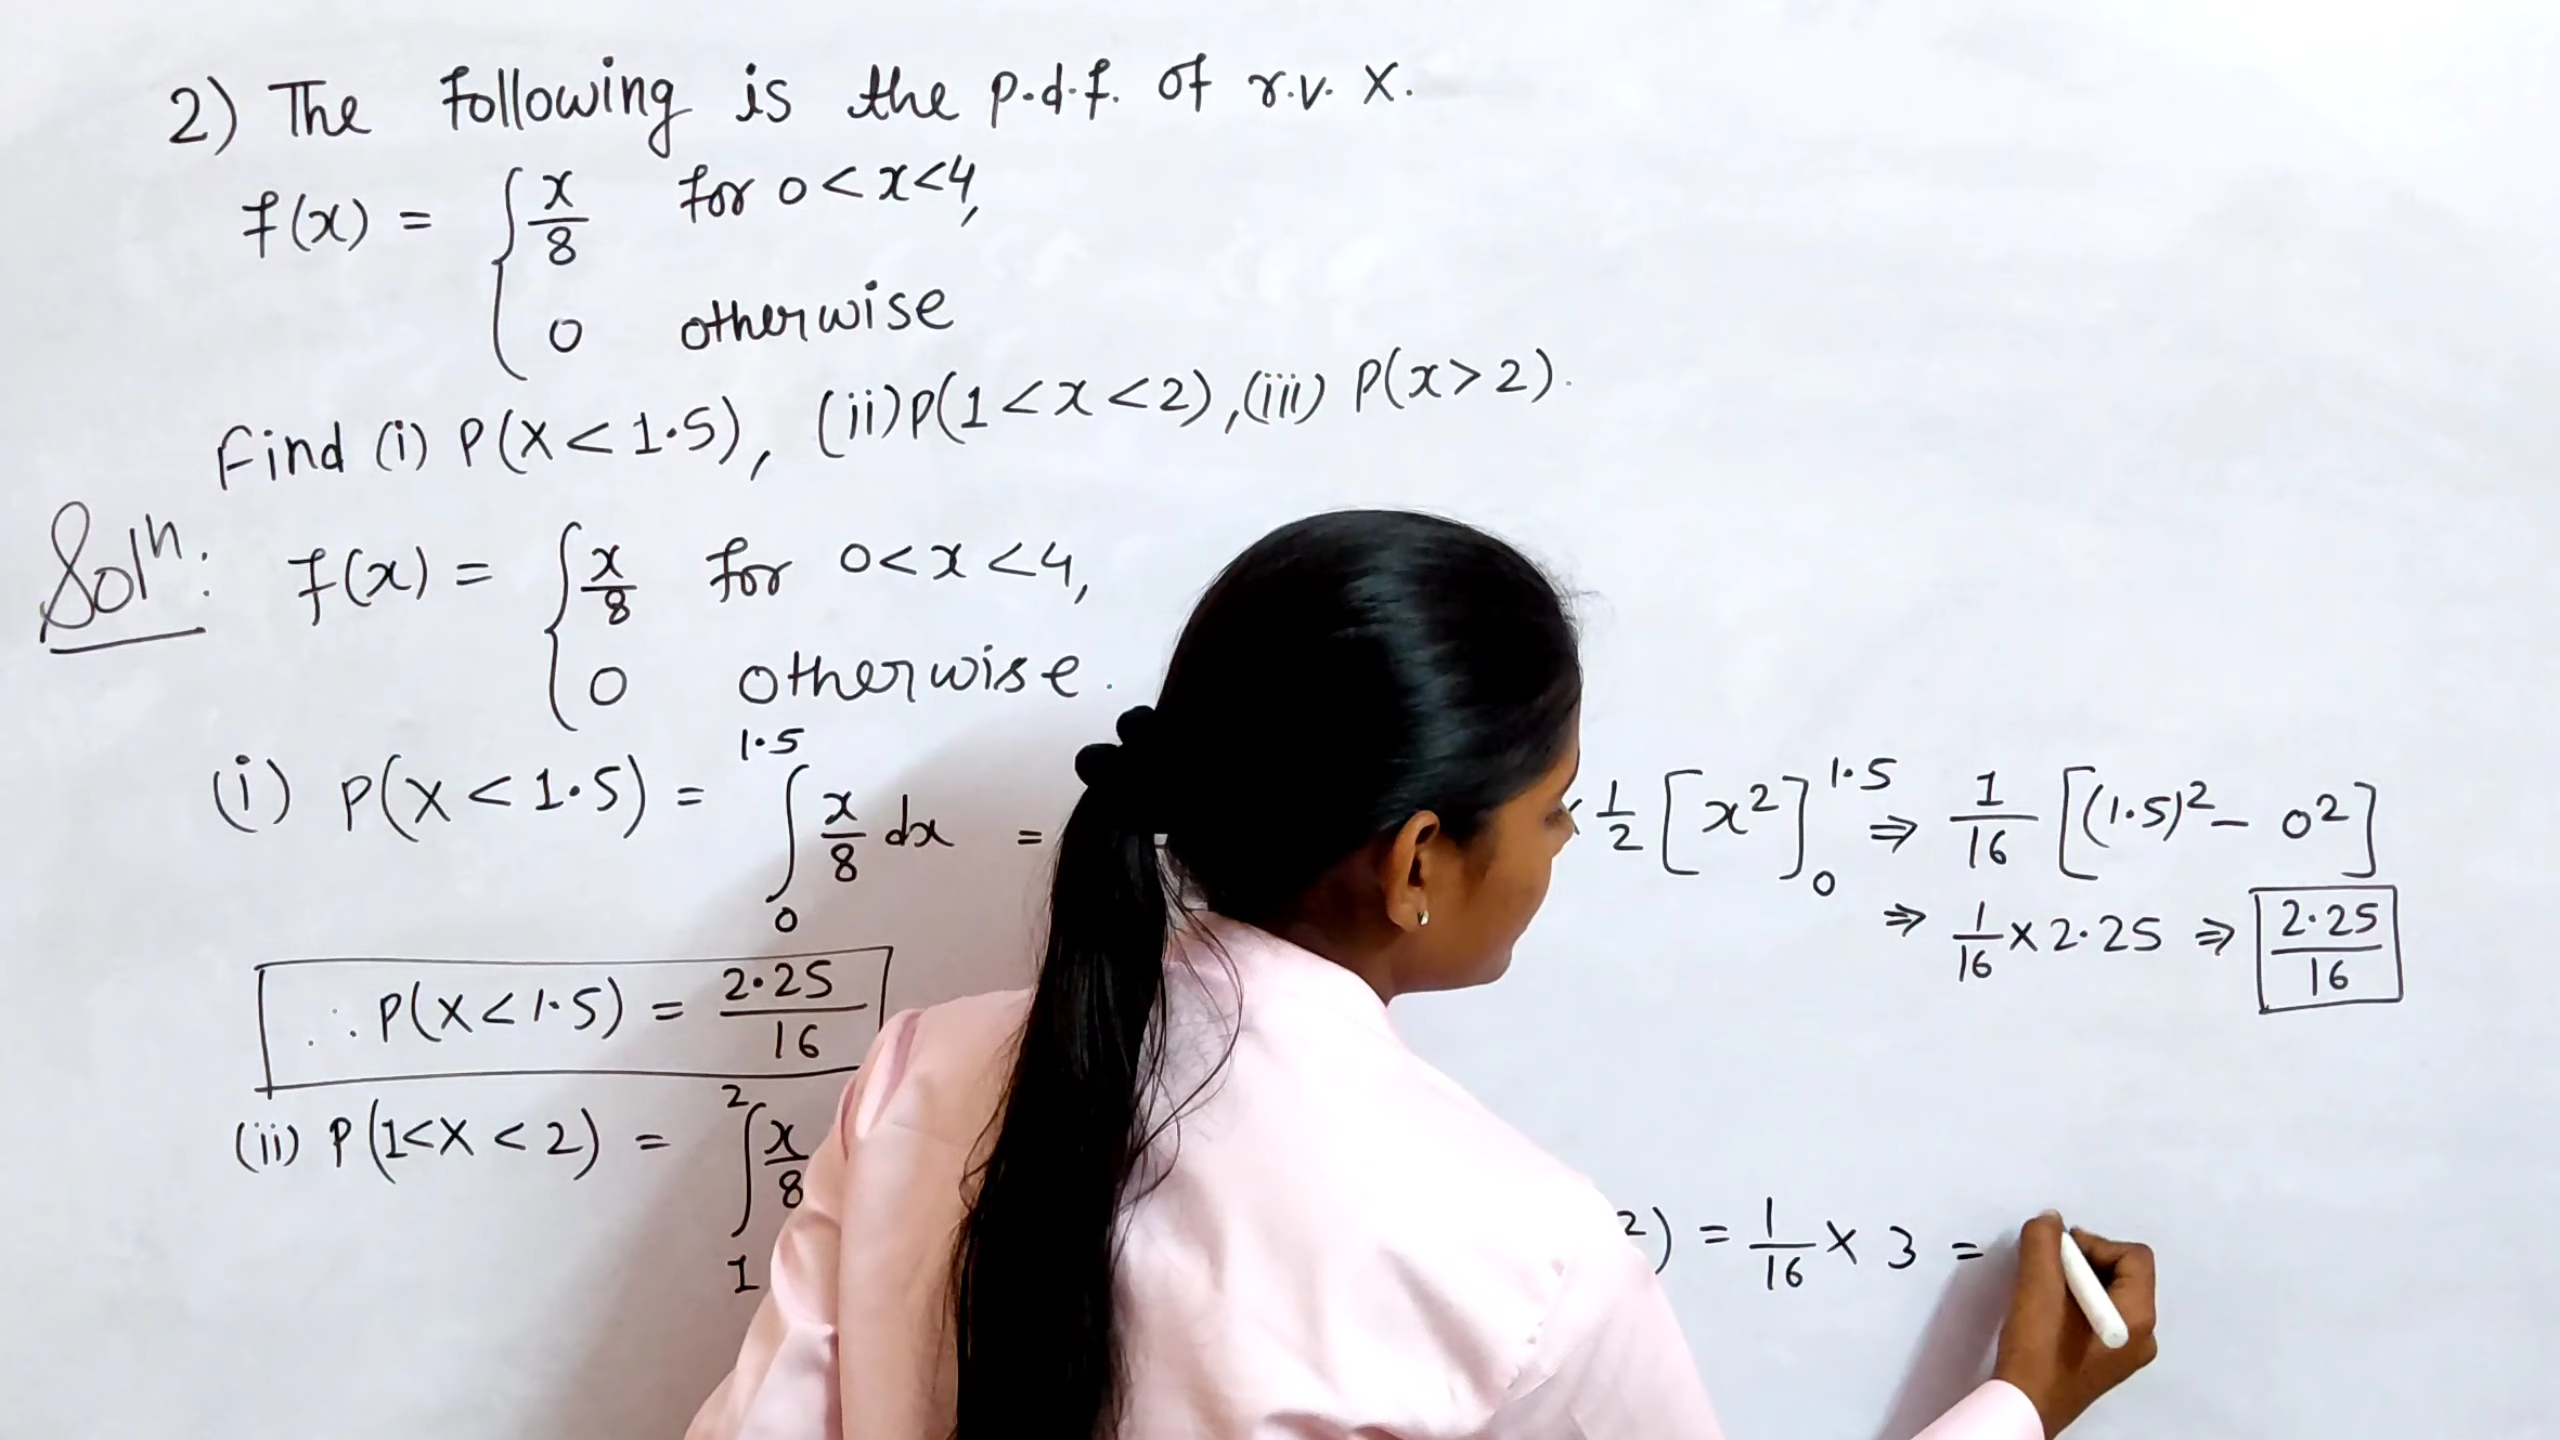 2) The following is the p.d.f. of r.v. X.
f(x) = { x/8 for 0 < x < 4,
0 otherwise
Find (i) P(X < 1.5), (ii) P(1 < x < 2), (iii) P(x > 2).
Soln: f(x) = { x/8 for 0 < x < 4,
0 otherwise.
(i) P(X < 1.5) = ∫₀^1.5 x/8 dx = 1/2 [x²]₀^1.5 ⇒ 1/16 [(1.5)² - 0²]
⇒ 1/16 × 2.25 ⇒ 2.25/16
∴ P(X < 1.5) = 2.25/16
(ii) P(1 < X < 2) = ∫₁² x/8 ²) = 1/16 × 3 =